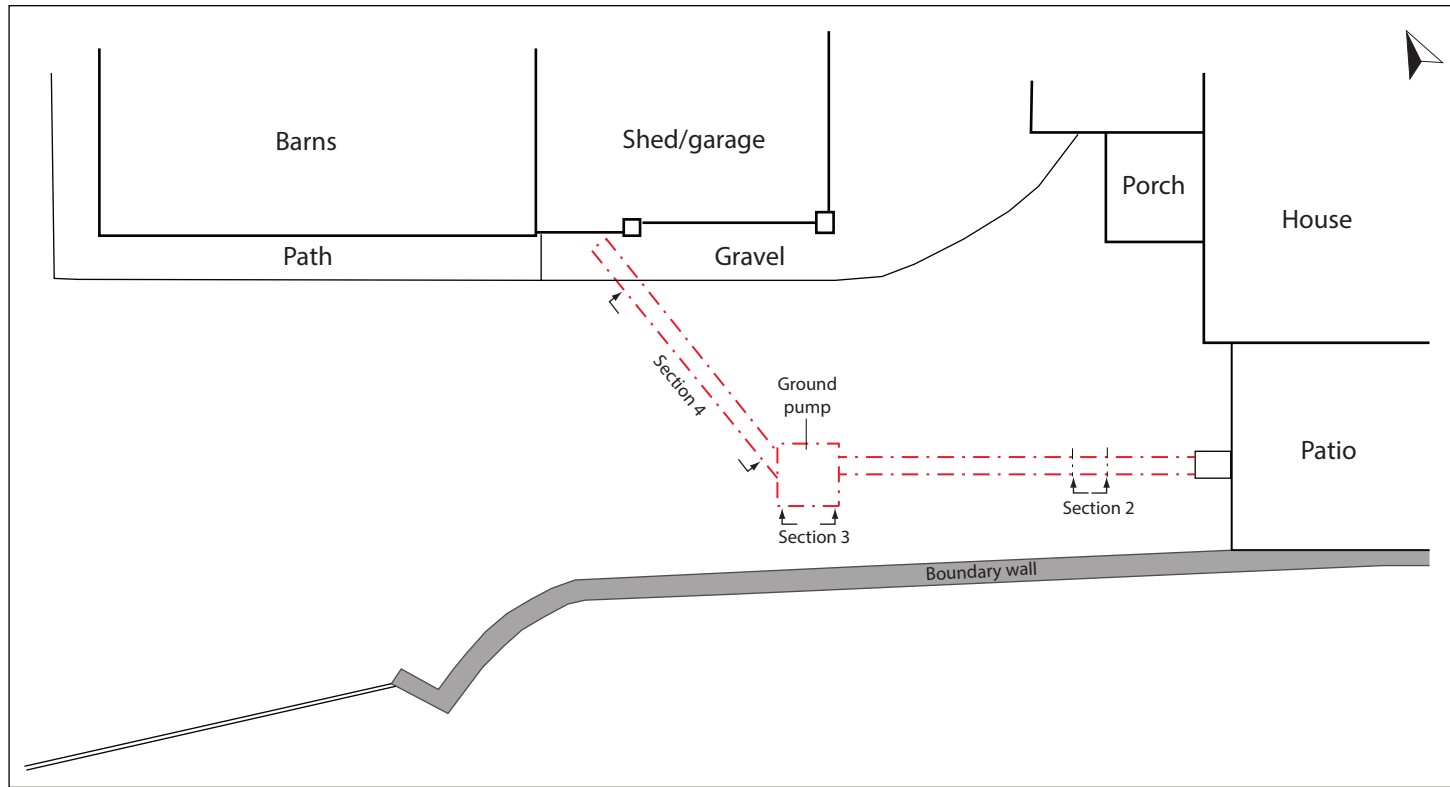 Barns
Shed/garage
Porch
House
Path
Gravel
Section 4
Ground
pump
Patio
Section 2
Section 3
Boundary wall